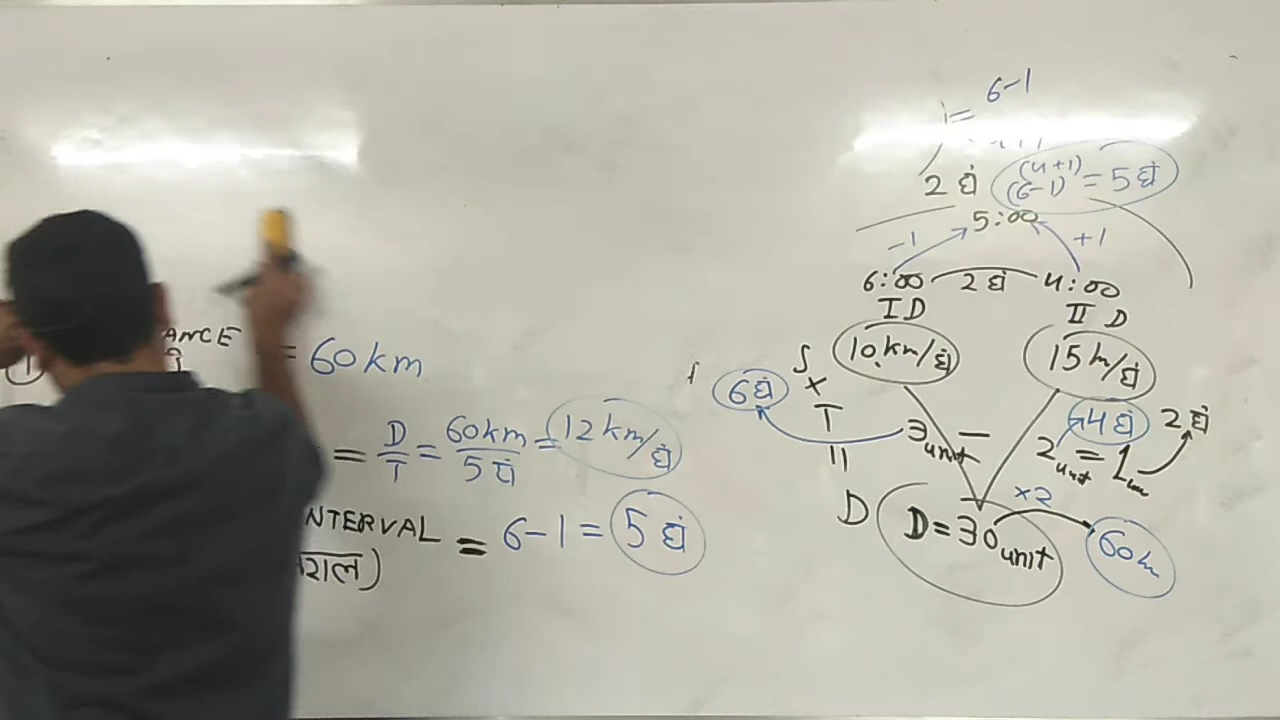 1
ANCE
= 60 km
= D/T = 60 km/5 घं = 12 km/घं
INTERVAL = 6-1 = 5 घं
राल)
= 6-1
2 घं (4+1) (6-1) = 5 घं
5:00
-1 +1
6:00 2 घं 4:00
I D II D
10 km/घं 15 km/घं
6 घं S × T = D
3 unit - 2 unit = 1
4 घं 2 घं
×2
D = 30 unit 60 km